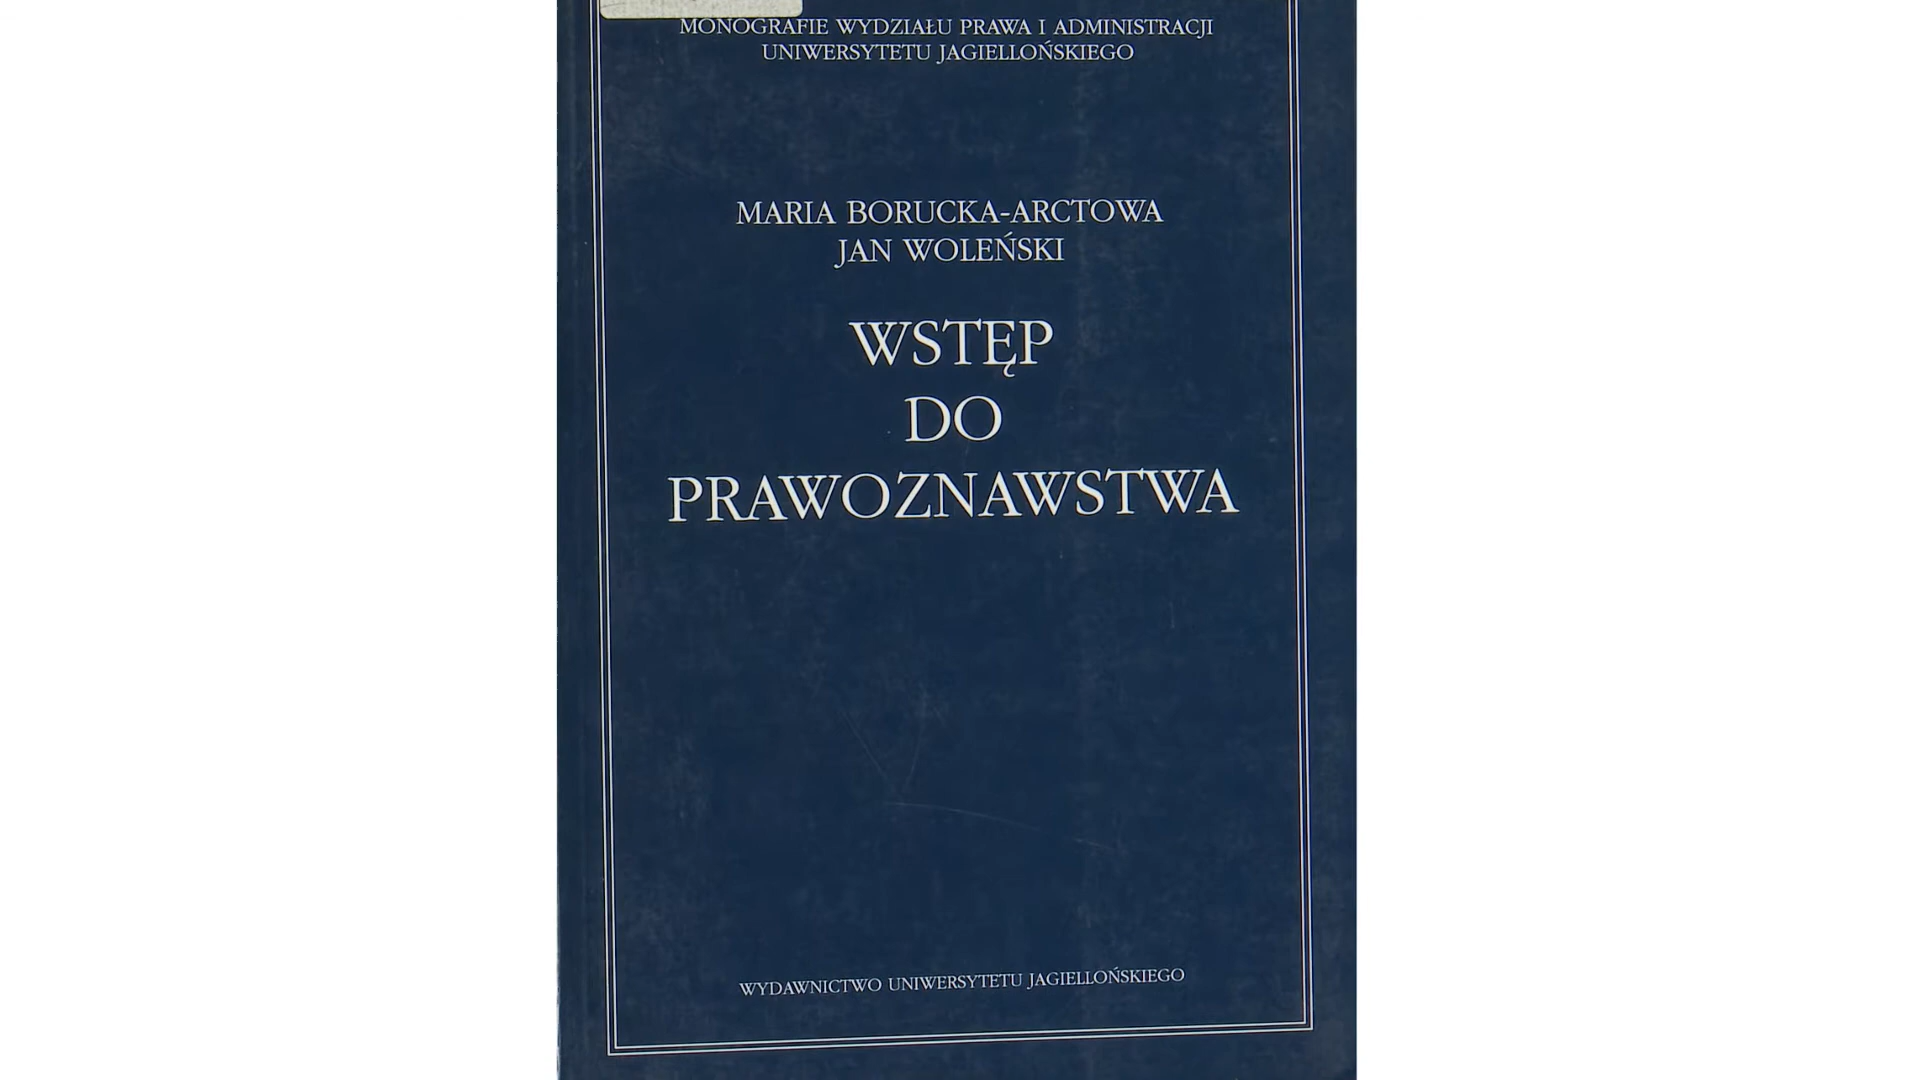 MONOGRAFIE WYDZIAŁU PRAWA I ADMINISTRACJI
UNIWERSYTETU JAGIELLOŃSKIEGO
MARIA BORUCKA-ARCTOWA
JAN WOLEŃSKI
WSTĘP
DO
PRAWOZNAWSTWA
WYDAWNICTWO UNIWERSYTETU JAGIELLOŃSKIEGO